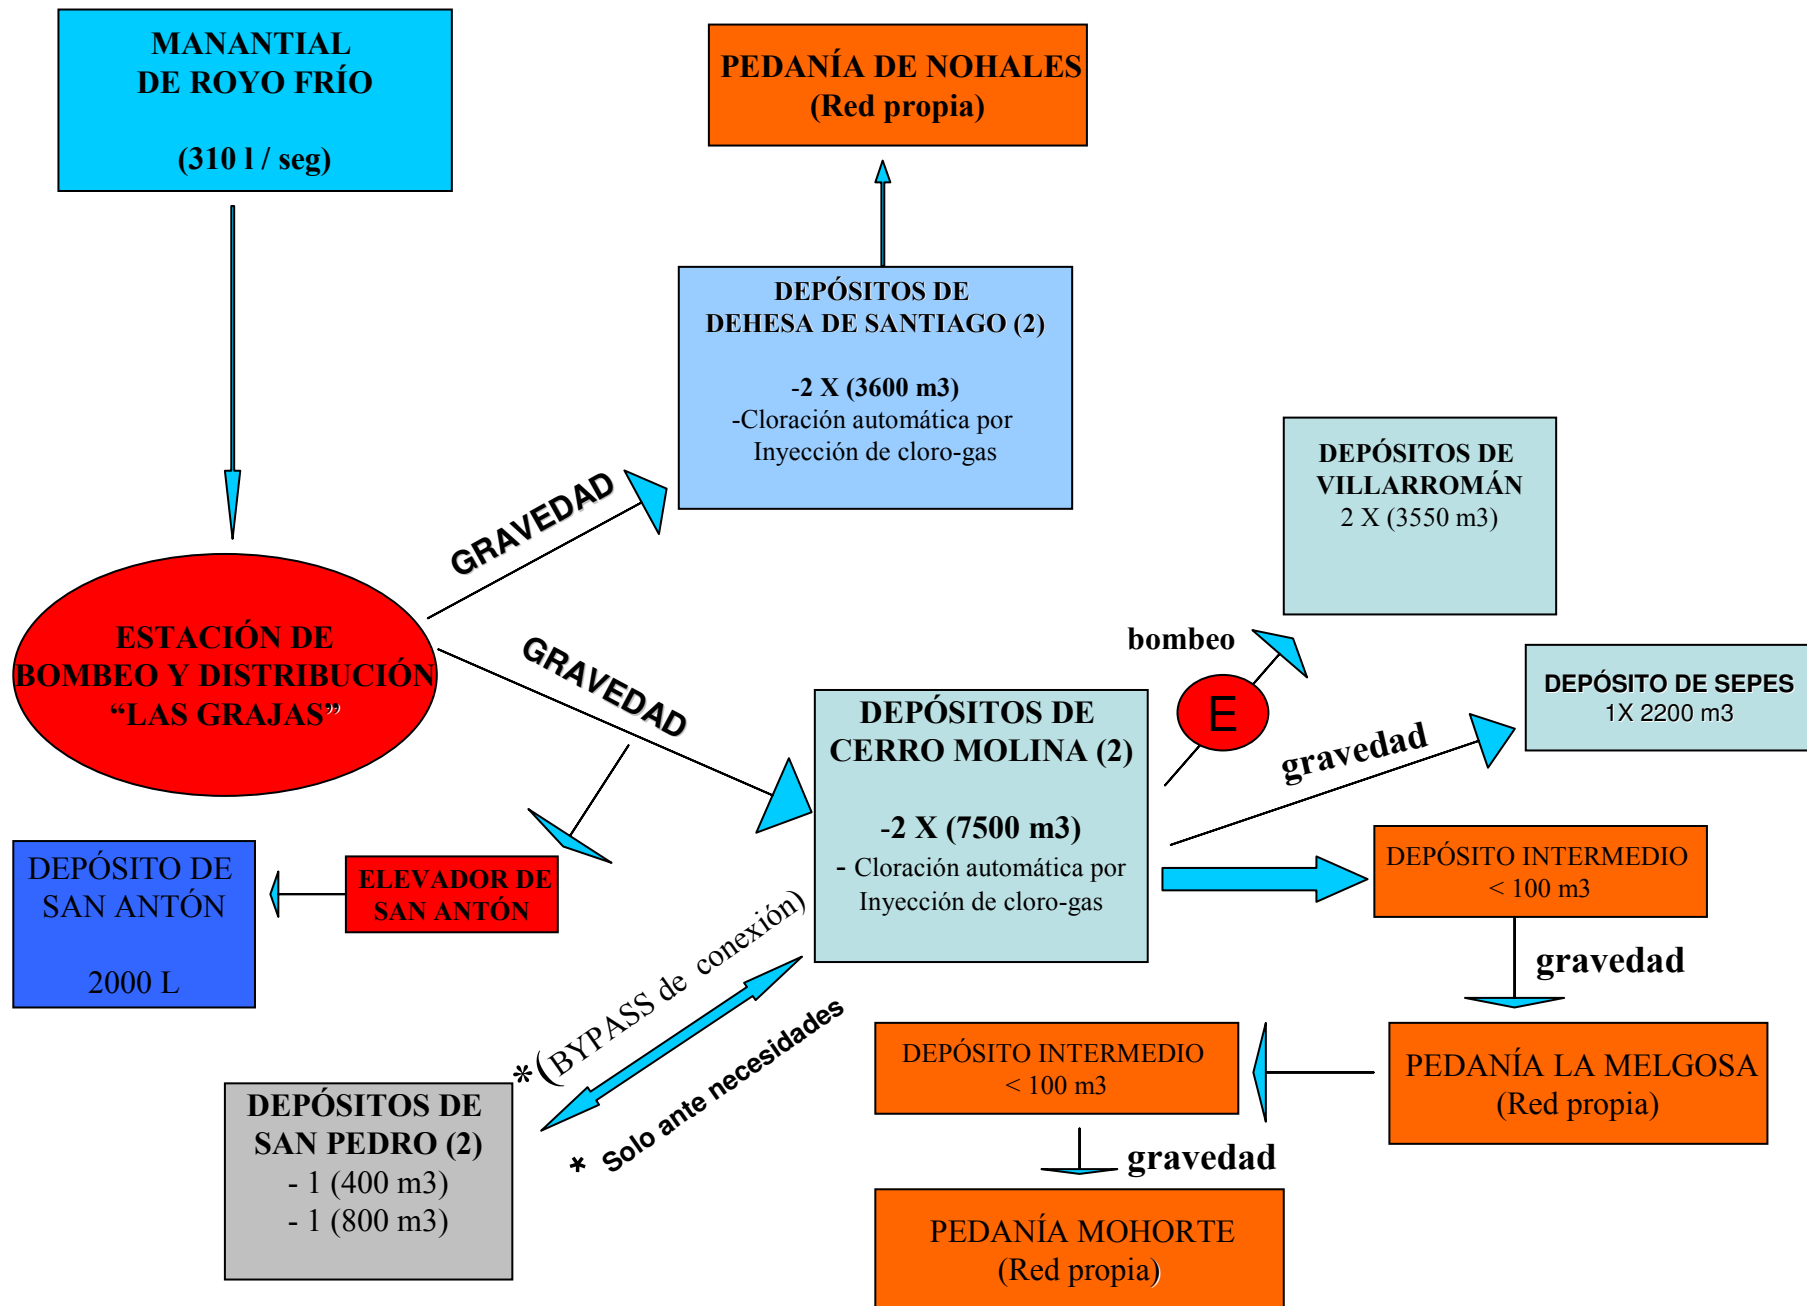 MANANTIAL
DE ROYO FRÍO
(310 l / seg)
PEDANÍA DE NOHALES
(Red propia)
DEPÓSITOS DE
DEHESA DE SANTIAGO (2)
-2 X (3600 m3)
-Cloración automática por
Inyección de cloro-gas
DEPÓSITOS DE
VILLARROMÁN
2 X (3550 m3)
GRAVEDAD
ESTACIÓN DE
BOMBEO Y DISTRIBUCIÓN
“LAS GRAJAS”
GRAVEDAD
bombeo
E
gravedad
DEPÓSITO DE SEPES
1X 2200 m3
DEPÓSITOS DE
CERRO MOLINA (2)
-2 X (7500 m3)
- Cloración automática por
Inyección de cloro-gas
DEPÓSITO DE
SAN ANTÓN
2000 L
ELEVADOR DE
SAN ANTÓN
DEPÓSITO INTERMEDIO
< 100 m3
gravedad
*(BYPASS de conexión)
* Solo ante necesidades
DEPÓSITO INTERMEDIO
< 100 m3
PEDANÍA LA MELGOSA
(Red propia)
DEPÓSITOS DE
SAN PEDRO (2)
- 1 (400 m3)
- 1 (800 m3)
gravedad
PEDANÍA MOHORTE
(Red propia)